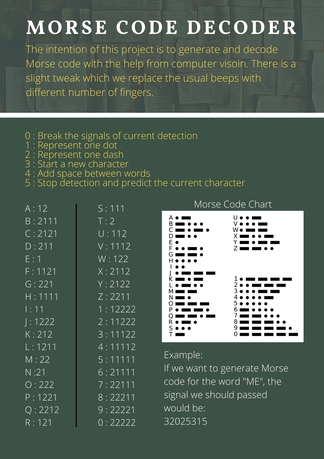 MORSE CODE DECODER
The intention of this project is to generate and decode
Morse code with the help from computer visoin. There is a
slight tweak which we replace the usual beeps with
different number of fingers.
0 : Break the signals of current detection
1 : Represent one dot
2 : Represent one dash
3 : Start a new character
4 : Add space between words
5 : Stop detection and predict the current character
A : 12
B : 2111
C : 2121
D : 211
E : 1
F : 1121
G : 221
H : 1111
I : 11
J : 1222
K : 212
L : 1211
M : 22
N :21
O : 222
P : 1221
Q : 2212
R : 121
S : 111
T : 2
U : 112
V : 1112
W : 122
X : 2112
Y : 2122
Z : 2211
1 : 12222
2 : 11222
3 : 11122
4 : 11112
5 : 11111
6 : 21111
7 : 22111
8 : 22211
9 : 22221
0 : 22222
Morse Code Chart
A
B
C
D
E
F
G
H
I
J
K
L
M
N
O
P
Q
R
S
T
U
V
W
X
Y
Z
1
2
3
4
5
6
7
8
9
0
Example:
If we want to generate Morse
code for the word "ME", the
signal we should passed
would be:
32025315